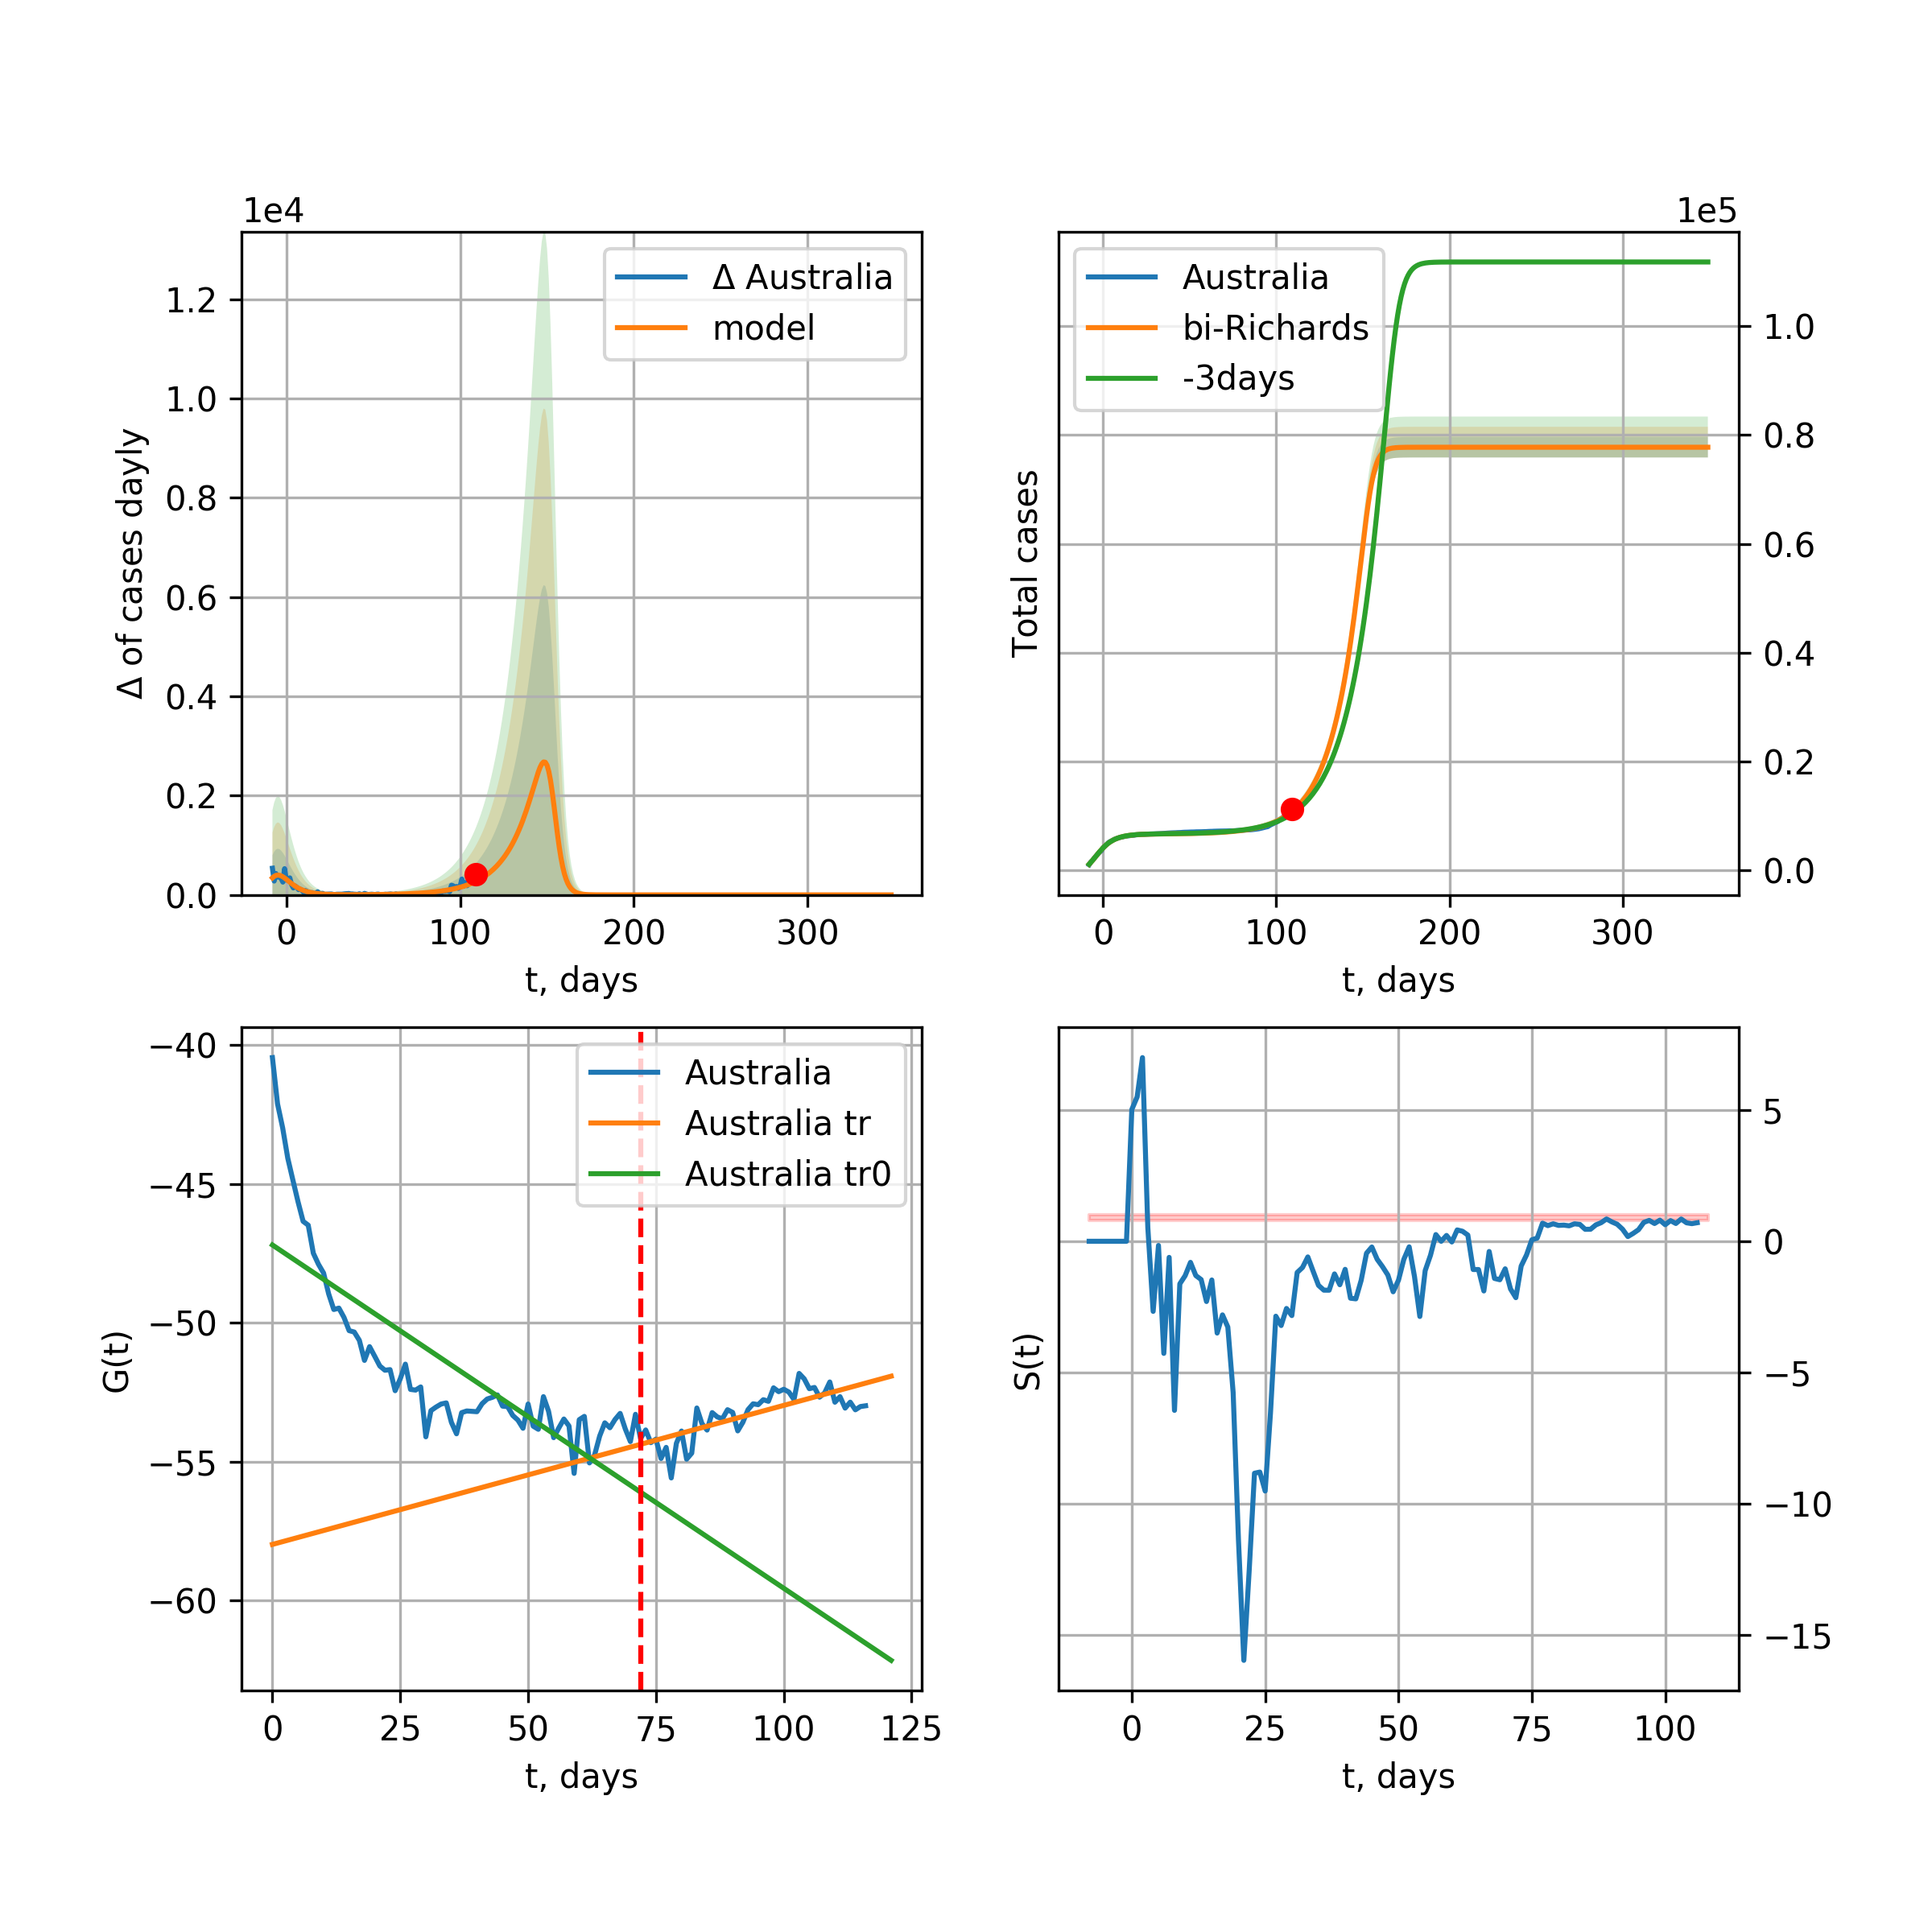 1e4
Δ of cases dayly
1.2
1.0
0.8
0.6
0.4
0.2
0.0
Δ Australia
model
0 100 200 300
t, days
1e5
Total cases
Australia
bi-Richards
-3days
1.0
0.8
0.6
0.4
0.2
0.0
0 100 200 300
t, days
G(t)
−40
−45
−50
−55
−60
Australia
Australia tr
Australia tr0
0 25 50 75 100 125
t, days
S(t)
5
0
−5
−10
−15
0 25 50 75 100
t, days